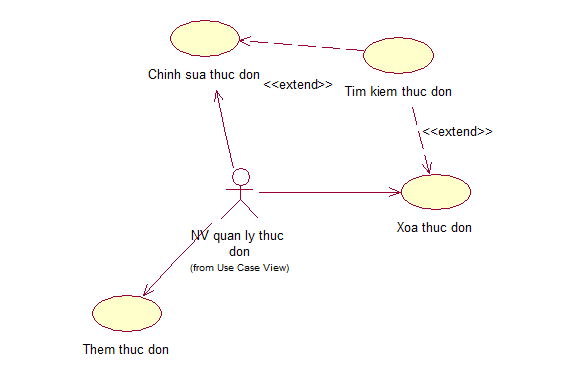 Chinh sua thuc don
<<extend>>
Tim kiem thuc don
<<extend>>
NV quan ly thuc
don
(from Use Case View)
Xoa thuc don
Them thuc don